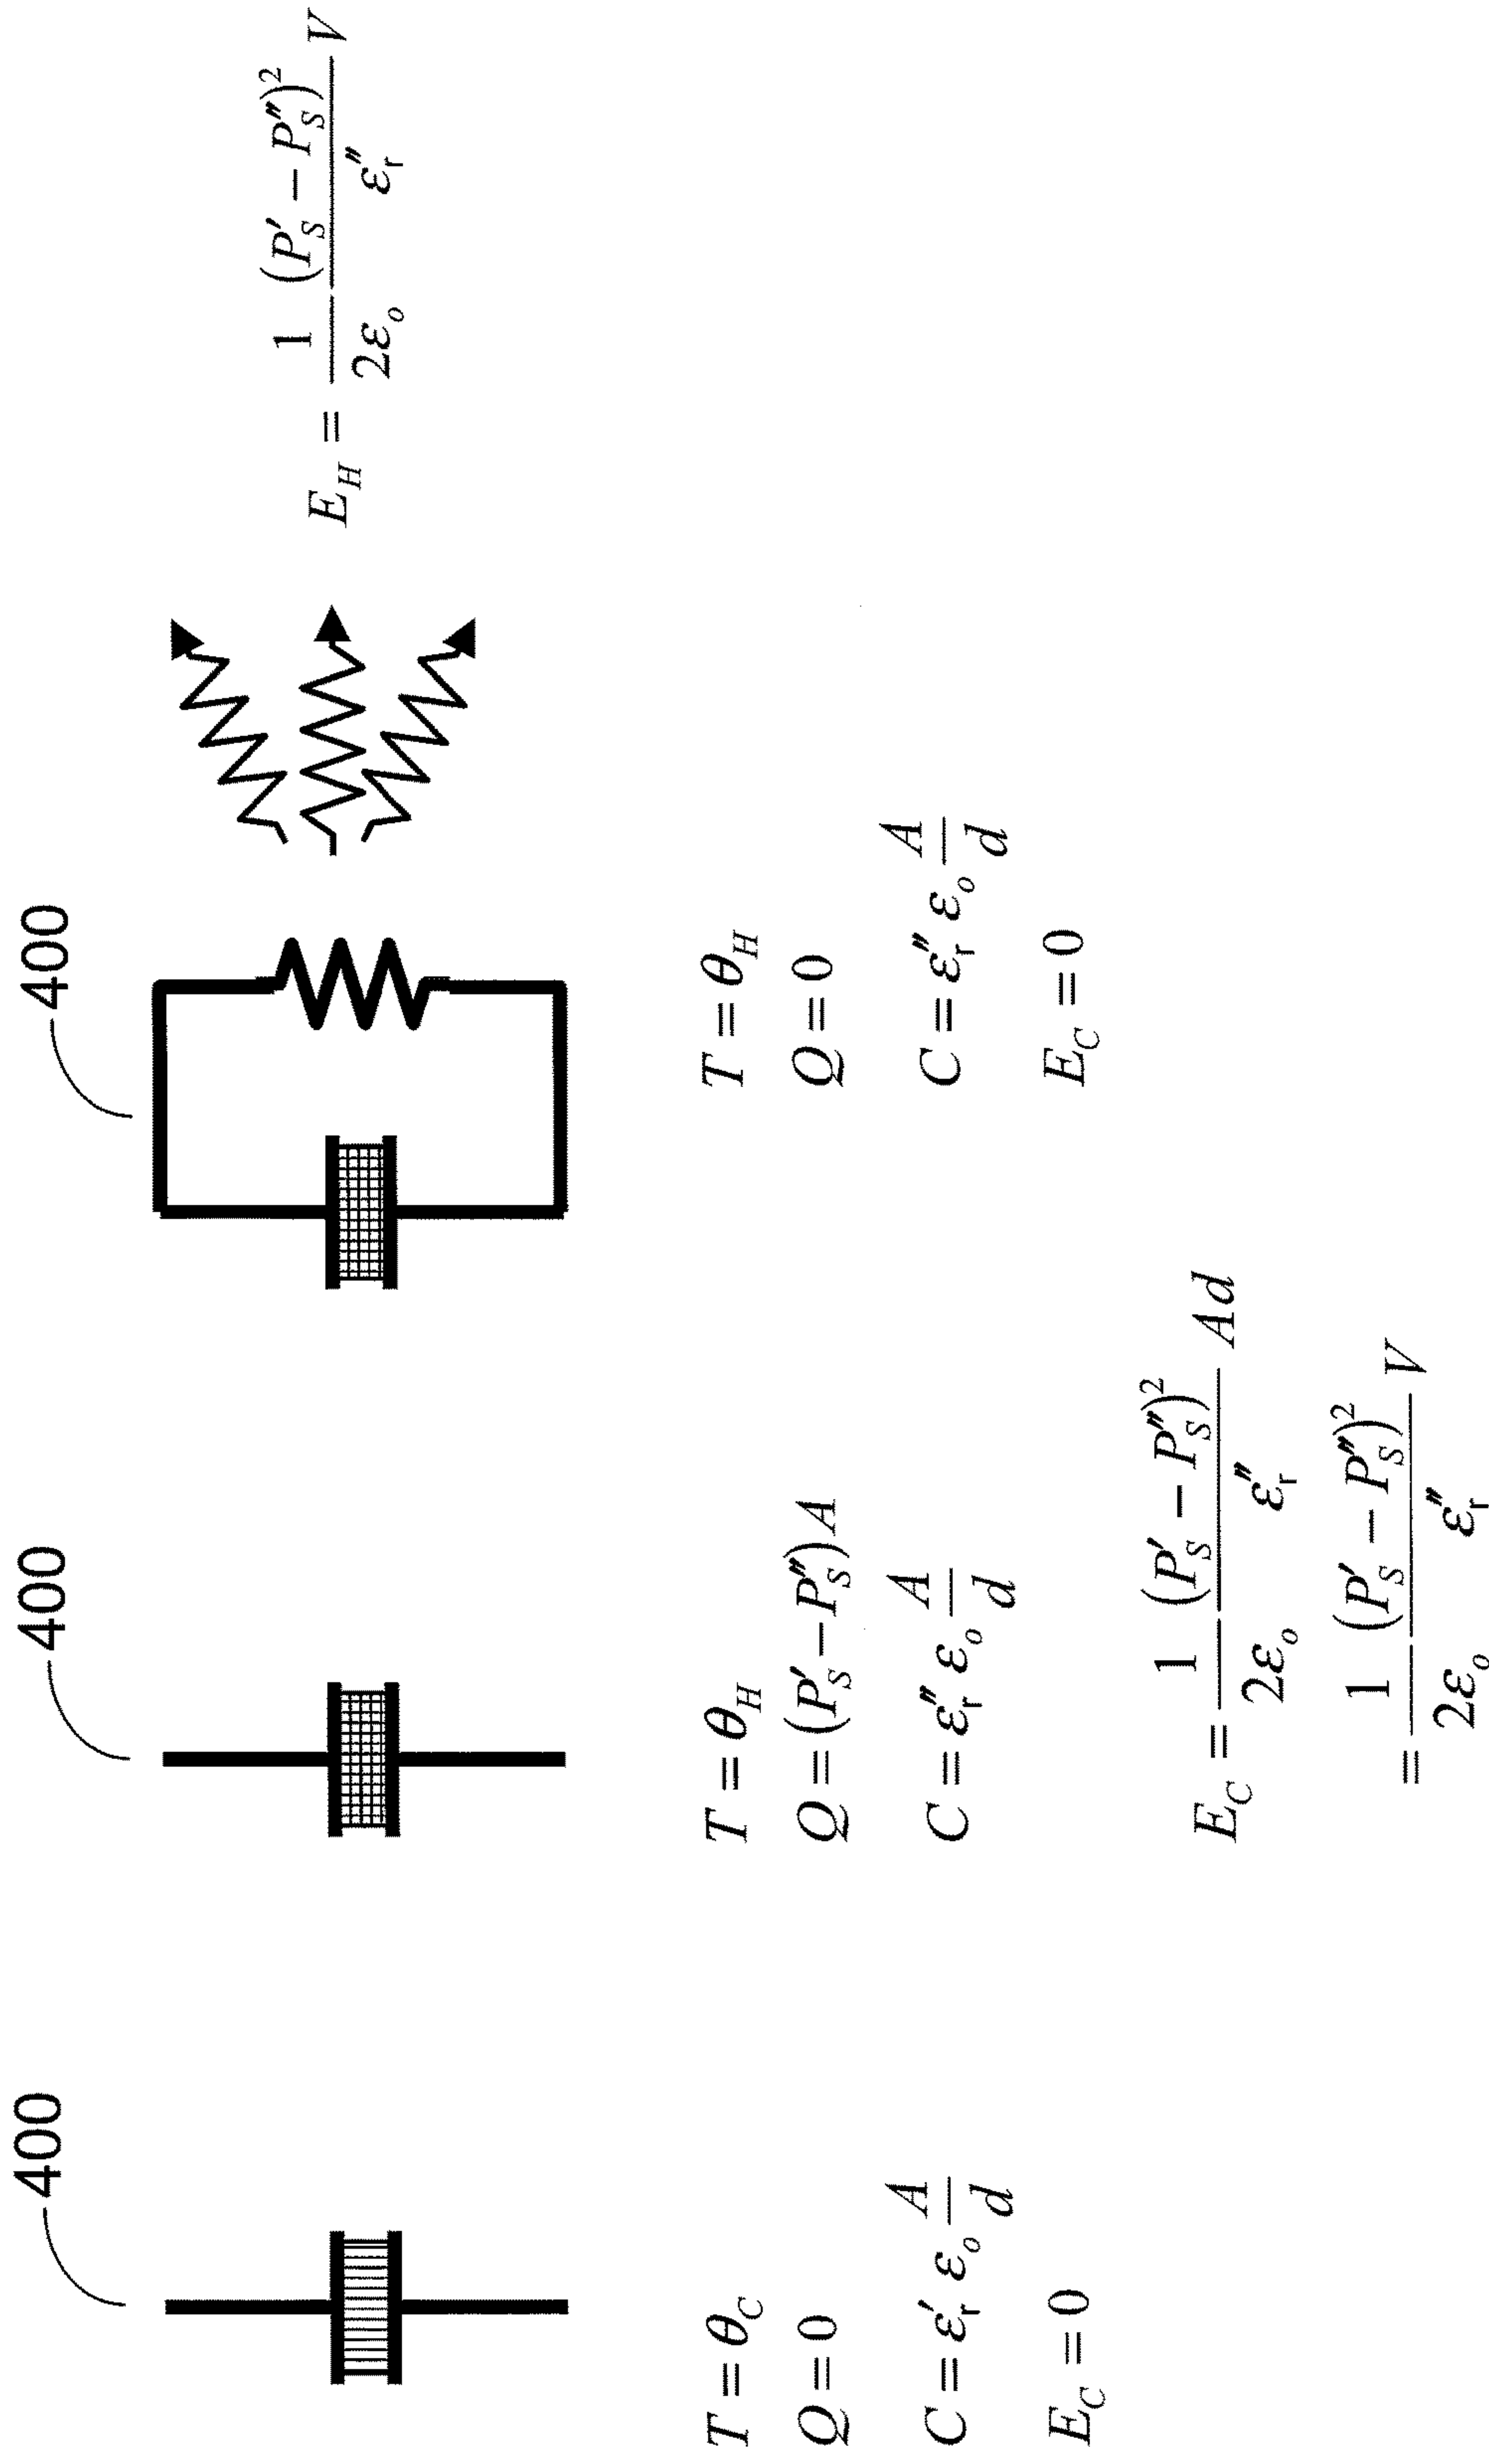 400
T = θ_C
Q = 0
C = ε′_r ε_o A/d
E_C = 0
400
T = θ_H
Q = (P′_S − P″_S) A
C = ε″_r ε_o A/d
E_C = 1/(2ε_o) (P′_S − P″_S)²/ε″_r Ad
= 1/(2ε_o) (P′_S − P″_S)²/ε″_r V
400
T = θ_H
Q = 0
C = ε″_r ε_o A/d
E_C = 0
E_H = 1/(2ε_o) (P′_S − P″_S)²/ε″_r V